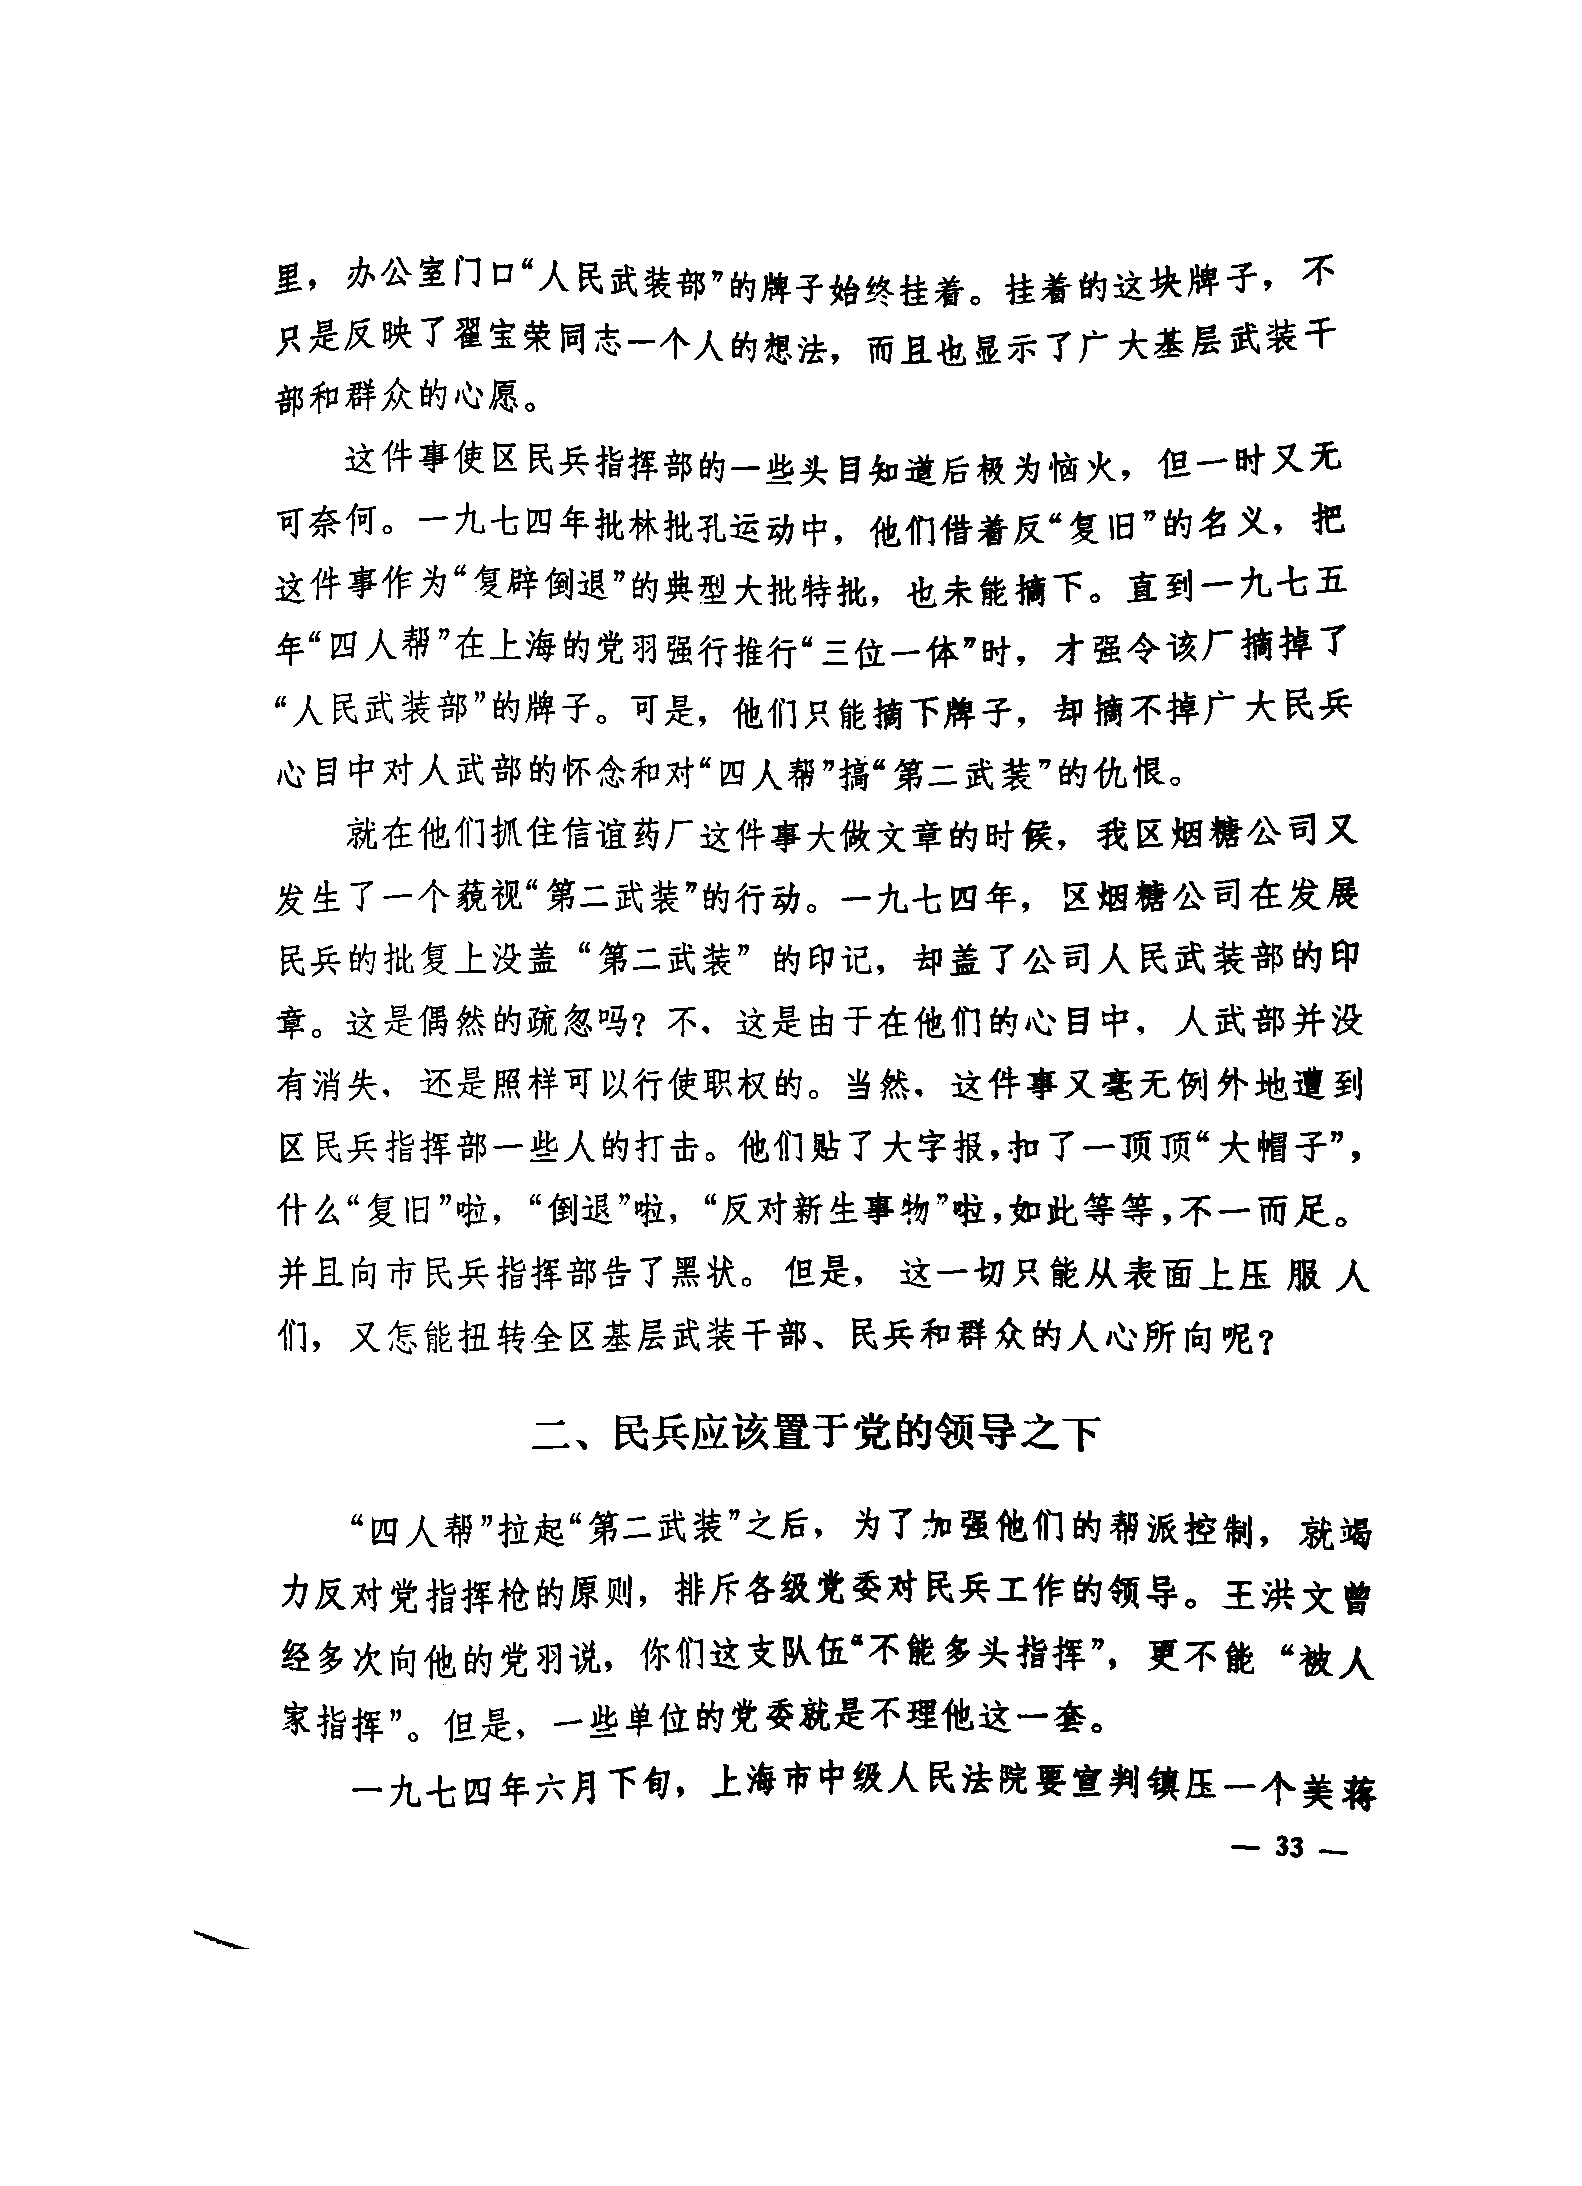 里，办公室门口“人民武装部”的牌子始终挂着。挂着的这块牌子，不
只是反映了翟宝荣同志一个人的想法，而且也显示了广大基层武装干
部和群众的心愿。
这件事使区民兵指挥部的一些头目知道后极为恼火，但一时又无
可奈何。一九七四年批林批孔运动中，他们借着反“复旧”的名义，把
这件事作为“复辟倒退”的典型大批特批，也未能摘下。直到一九七五
年“四人帮”在上海的党羽强行推行“三位一体”时，才强令该厂摘掉了
“人民武装部”的牌子。可是，他们只能摘下牌子，却摘不掉广大民兵
心目中对人武部的怀念和对“四人帮”搞“第二武装”的仇恨。
就在他们抓住信谊药厂这件事大做文章的时候，我区烟糖公司又
发生了一个藐视“第二武装”的行动。一九七四年，区烟糖公司在发展
民兵的批复上没盖“第二武装”的印记，却盖了公司人民武装部的印
章。这是偶然的疏忽吗？不，这是由于在他们的心目中，人武部并没
有消失，还是照样可以行使职权的。当然，这件事又毫无例外地遭到
区民兵指挥部一些人的打击。他们贴了大字报，扣了一顶顶“大帽子”，
什么“复旧”啦，“倒退”啦，“反对新生事物”啦，如此等等，不一而足。
并且向市民兵指挥部告了黑状。但是，这一切只能从表面上压服人
们，又怎能扭转全区基层武装干部、民兵和群众的人心所向呢？
二、民兵应该置于党的领导之下
“四人帮”拉起“第二武装”之后，为了加强他们的帮派控制，就竭
力反对党指挥枪的原则，排斥各级党委对民兵工作的领导。王洪文曾
经多次向他的党羽说，你们这支队伍“不能多头指挥”，更不能“被人
家指挥”。但是，一些单位的党委就是不理他这一套。
一九七四年六月下旬，上海市中级人民法院要宣判镇压一个美蒋
— 33 —